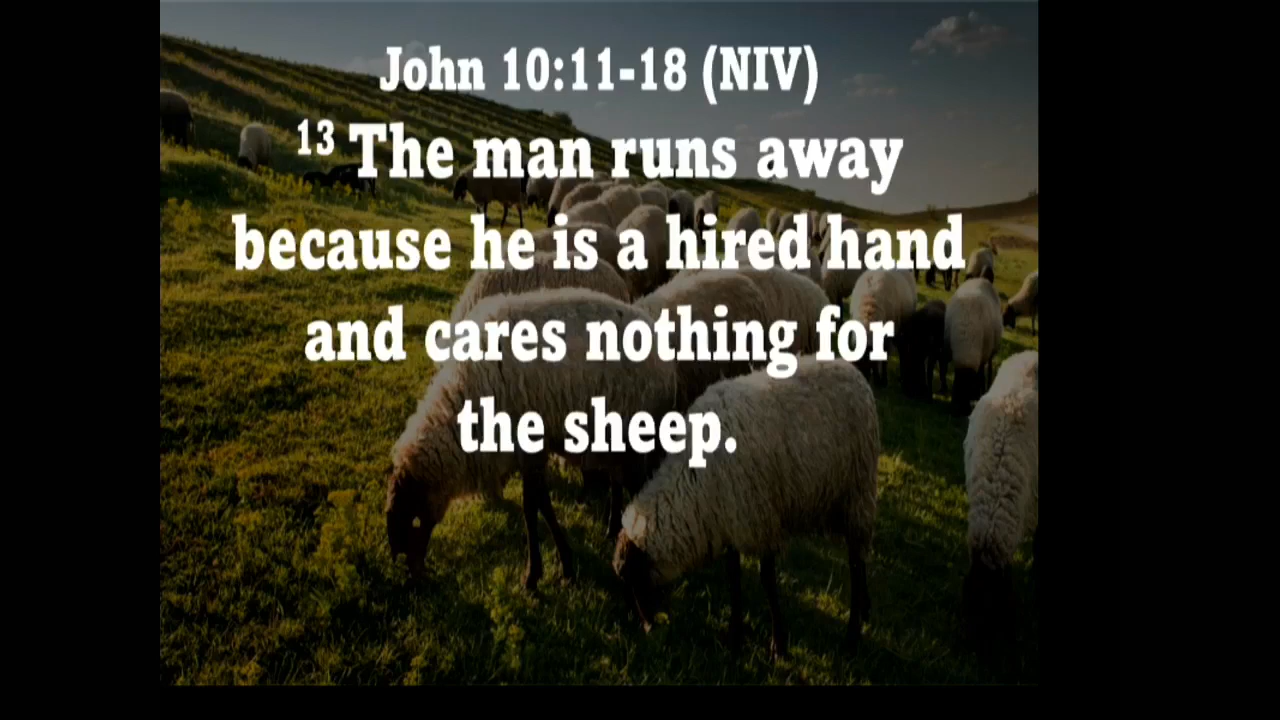 John 10:11-18 (NIV)
13 The man runs away
because he is a hired hand
and cares nothing for
the sheep.